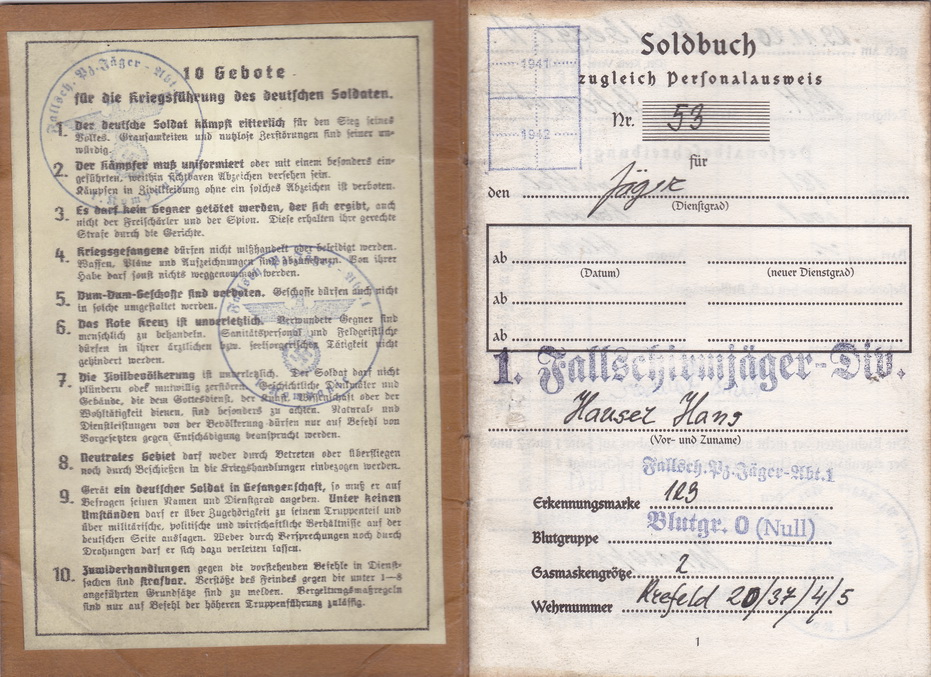 10 Gebote
für die Kriegsführung des deutschen Soldaten.
1. Der deutsche Soldat kämpft ritterlich für den Sieg seines
Volkes. Grausamkeiten und nutzlose Zerstörungen sind seiner un-
würdig.
2. Der Kämpfer muß uniformiert oder mit einem besonders ein-
geführten, weithin sichtbaren Abzeichen versehen sein.
Kämpfen in Zivilkleidung ohne ein solches Abzeichen ist verboten.
3. Es darf kein Gegner getötet werden, der sich ergibt, auch
nicht der Freischärler und der Spion. Diese erhalten ihre gerechte
Strafe durch die Gerichte.
4. Kriegsgefangene dürfen nicht mißhandelt oder beleidigt werden.
Waffen, Pläne und Aufzeichnungen sind abzunehmen. Von ihrer
Habe darf sonst nichts weggenommen werden.
5. Dum-Dum-Geschosse sind verboten. Geschosse dürfen auch nicht
in solche umgestaltet werden.
6. Das Rote Kreuz ist unverletzlich. Verwundete Gegner sind
menschlich zu behandeln. Sanitätspersonal und Feldgeistliche
dürfen in ihrer ärztlichen bzw. seelsorgerischen Tätigkeit nicht
gehindert werden.
7. Die Zivilbevölkerung ist unverletzlich. Der Soldat darf nicht
plündern oder mutwillig zerstören. Geschichtliche Denkmäler und
Gebäude, die dem Gottesdienst, der Kunst, Wissenschaft oder der
Wohltätigkeit dienen, sind besonders zu achten. Natural- und
Dienstleistungen von der Bevölkerung dürfen nur auf Befehl von
Vorgesetzten gegen Entschädigung beansprucht werden.
8. Neutrales Gebiet darf weder durch Betreten oder Überfliegen
noch durch Beschießen in die Kriegshandlungen einbezogen werden.
9. Gerät ein deutscher Soldat in Gefangenschaft, so muß er auf
Befragen seinen Namen und Dienstgrad angeben. Unter keinen
Umständen darf er über Zugehörigkeit zu seinem Truppenteil und
über militärische, politische und wirtschaftliche Verhältnisse auf der
deutschen Seite aussagen. Weder durch Versprechungen noch durch
Drohungen darf er sich dazu verleiten lassen.
10. Zuwiderhandlungen gegen die vorstehenden Befehle in Dienst-
sachen sind strafbar. Verstöße des Feindes gegen die unter 1—8
angeführten Grundsätze sind zu melden. Vergeltungsmaßregeln
sind nur auf Befehl der höheren Truppenführung zulässig.
Fallsch. Pz.-Jäger-Abt.
Fallsch. Pz.-Jäger-Abt. 1
1941
1942
Soldbuch
zugleich Personalausweis
Nr. 53
für
den Jäger
(Dienstgrad)
ab
(Datum) (neuer Dienstgrad)
ab
ab
1. Fallschirmjäger-Div.
Hauser Hans
(Vor- und Zuname)
Fallsch. Pz.-Jäger-Abt. 1
Erkennungsmarke 123
Blutgruppe Blutgr. O (Null)
Gasmaskengröße 2
Wehrnummer Krefeld 20/37/4/5
1